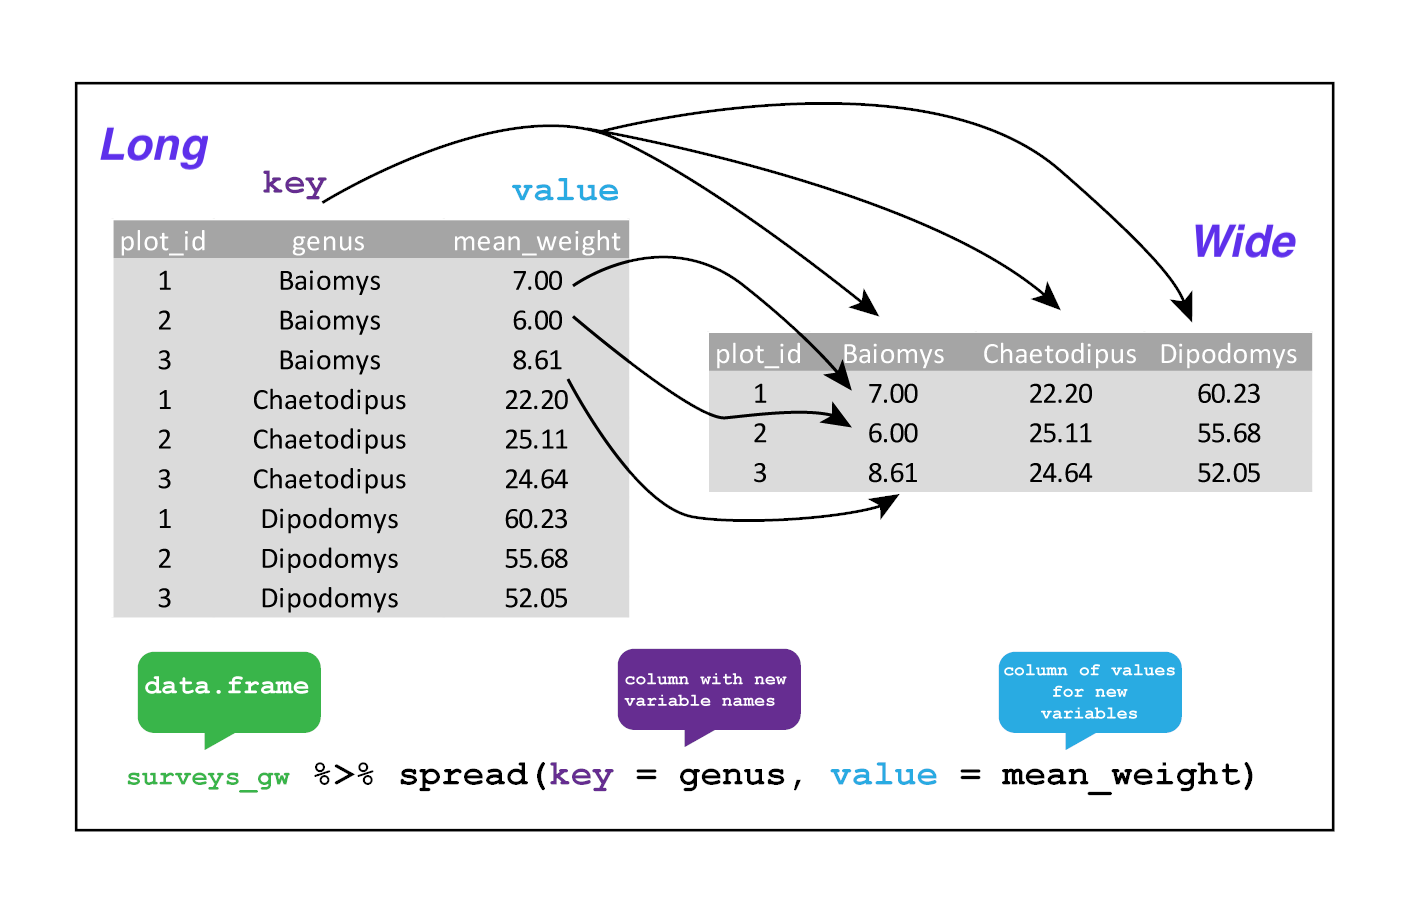 Long
key
value
plot_id genus mean_weight
1 Baiomys 7.00
2 Baiomys 6.00
3 Baiomys 8.61
1 Chaetodipus 22.20
2 Chaetodipus 25.11
3 Chaetodipus 24.64
1 Dipodomys 60.23
2 Dipodomys 55.68
3 Dipodomys 52.05
Wide
plot_id Baiomys Chaetodipus Dipodomys
1 7.00 22.20 60.23
2 6.00 25.11 55.68
3 8.61 24.64 52.05
data.frame
column with new
variable names
column of values
for new
variables
surveys_gw %>% spread(key = genus, value = mean_weight)